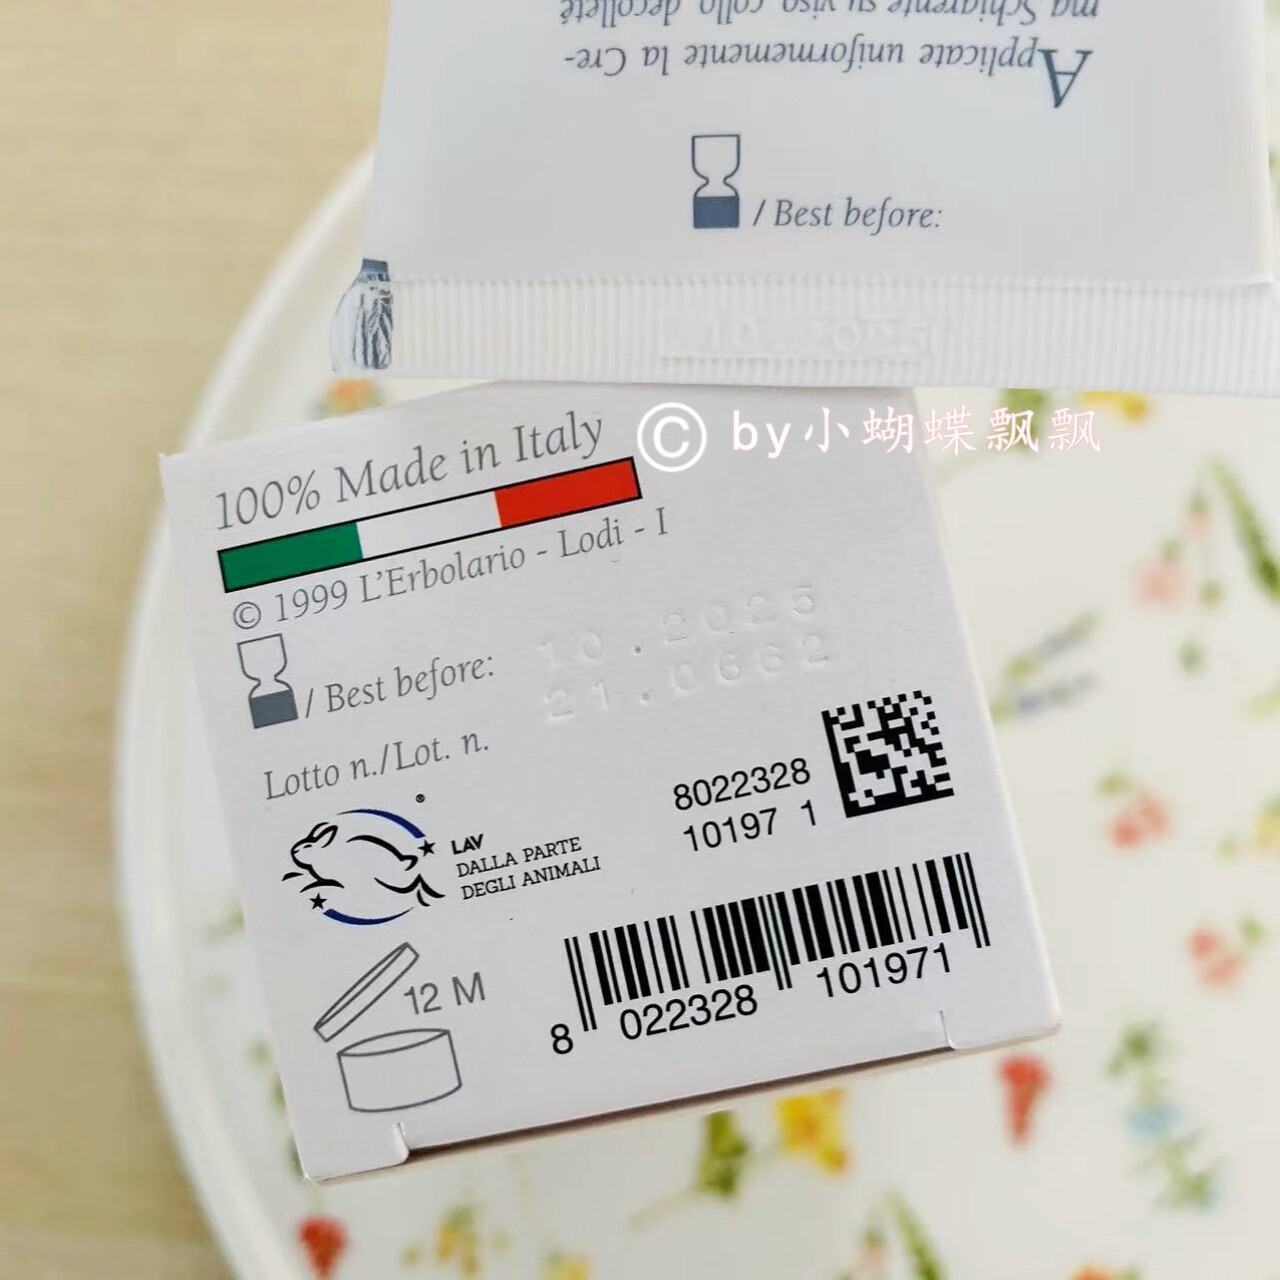 ma Schiarente su viso collo decolleté
Applicate uniformemente la Cre-
/ Best before:
10.2025
© by小蝴蝶飘飘
100% Made in Italy
© 1999 L'Erbolario - Lodi - I
/ Best before: 10.2025
21.0662
Lotto n./Lot. n.
8022328
10197 1
®
LAV
DALLA PARTE
DEGLI ANIMALI
12 M
8 022328 101971